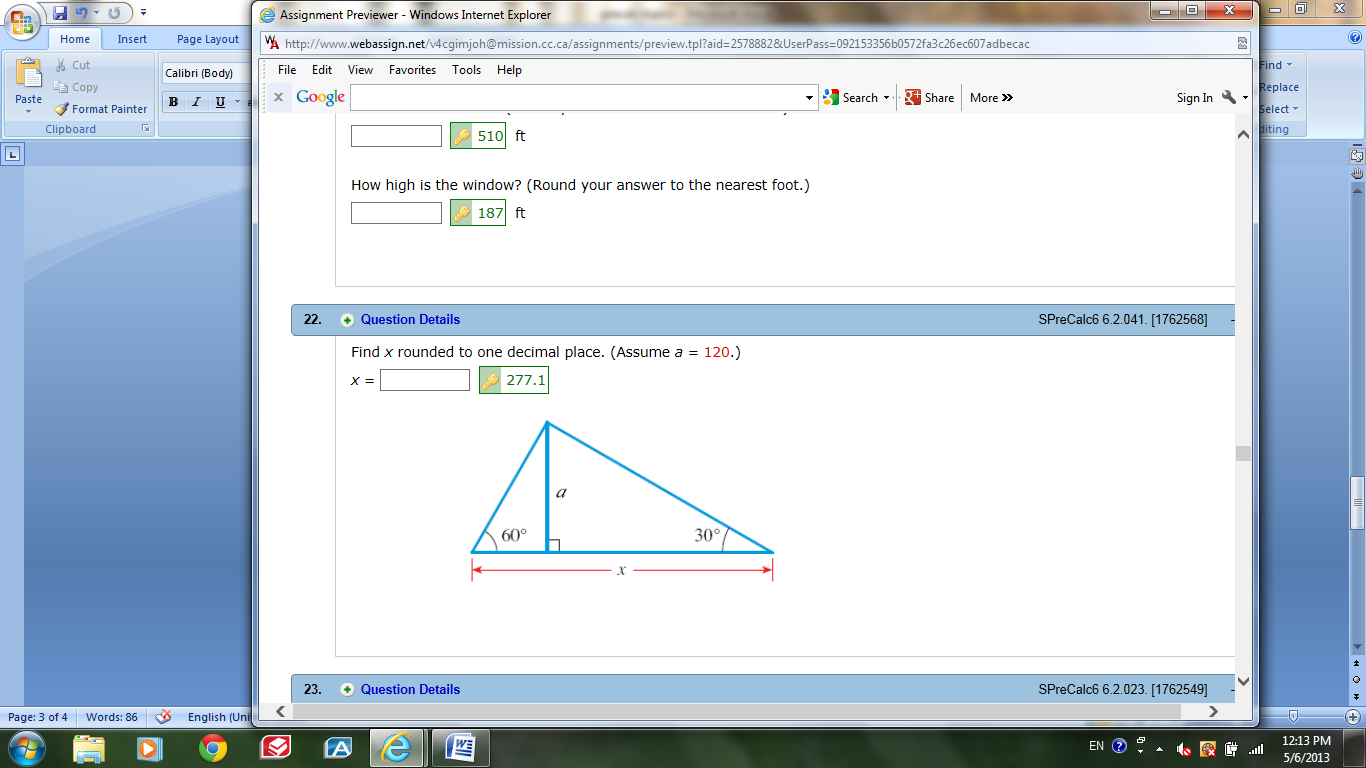 Assignment Previewer - Windows Internet Explorer
Home Insert Page Layout
http://www.webassign.net/v4cgimjoh@mission.cc.ca/assignments/preview.tpl?aid=2578882&UserPass=092153356b0572fa3c26ec607adbecac
Cut
Copy
Format Painter
Paste
Clipboard
Calibri (Body)
B I U
File Edit View Favorites Tools Help
Find
Replace
Select
diting
x Google Search Share More » Sign In
510 ft
How high is the window? (Round your answer to the nearest foot.)
187 ft
22. Question Details SPreCalc6 6.2.041. [1762568]
Find x rounded to one decimal place. (Assume a = 120.)
x = 277.1
a
60° 30°
x
23. Question Details SPreCalc6 6.2.023. [1762549]
Page: 3 of 4 Words: 86 English (Uni
EN 12:13 PM
5/6/2013